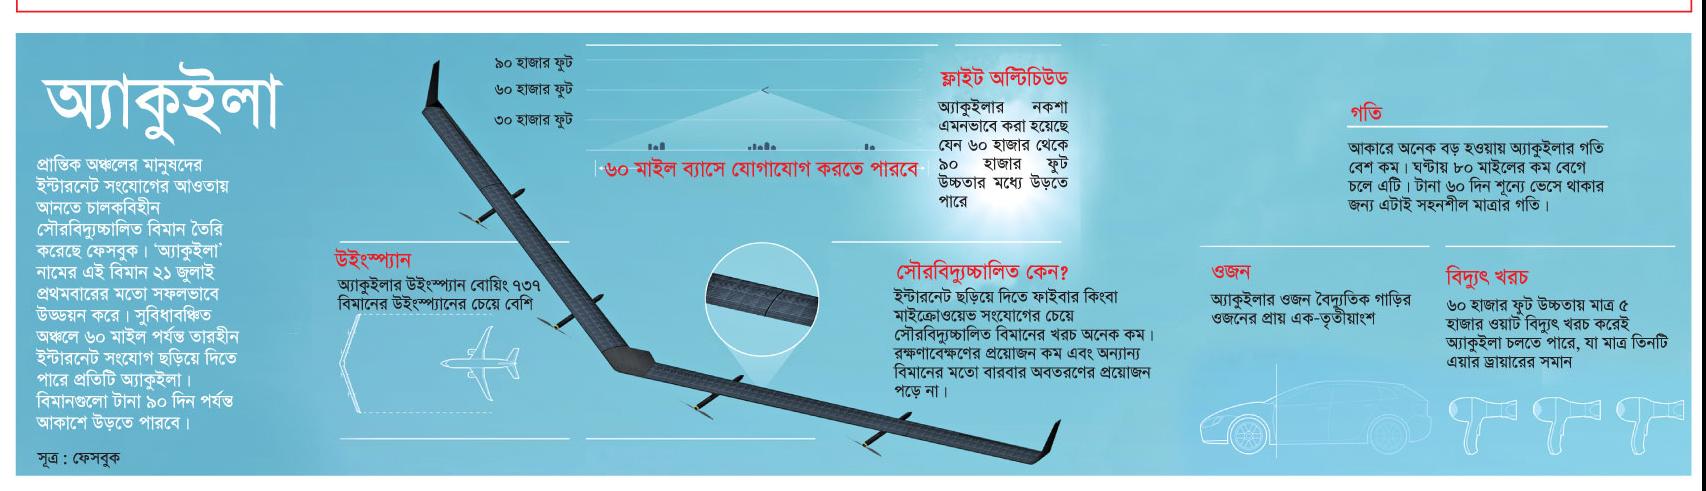 অ্যাকুইলা
প্রান্তিক অঞ্চলের মানুষদের
ইন্টারনেট সংযোগের আওতায়
আনতে চালকবিহীন
সৌরবিদ্যুচ্চালিত বিমান তৈরি
করেছে ফেসবুক। ‘অ্যাকুইলা’
নামের এই বিমান ২১ জুলাই
প্রথমবারের মতো সফলভাবে
উড্ডয়ন করে। সুবিধাবঞ্চিত
অঞ্চলে ৬০ মাইল পর্যন্ত তারহীন
ইন্টারনেট সংযোগ ছড়িয়ে দিতে
পারে প্রতিটি অ্যাকুইলা।
বিমানগুলো টানা ৯০ দিন পর্যন্ত
আকাশে উড়তে পারবে।
সূত্র : ফেসবুক
৯০ হাজার ফুট
৬০ হাজার ফুট
৩০ হাজার ফুট
৬০ মাইল ব্যাসে যোগাযোগ করতে পারবে
ফ্লাইট অল্টিচিউড
অ্যাকুইলার নকশা
এমনভাবে করা হয়েছে
যেন ৬০ হাজার থেকে
৯০ হাজার ফুট
উচ্চতার মধ্যে উড়তে
পারে
গতি
আকারে অনেক বড় হওয়ায় অ্যাকুইলার গতি
বেশ কম। ঘণ্টায় ৮০ মাইলের কম বেগে
চলে এটি। টানা ৬০ দিন শূন্যে ভেসে থাকার
জন্য এটাই সহনশীল মাত্রার গতি।
উইংস্প্যান
অ্যাকুইলার উইংস্প্যান বোয়িং ৭৩৭
বিমানের উইংস্প্যানের চেয়ে বেশি
সৌরবিদ্যুচ্চালিত কেন?
ইন্টারনেট ছড়িয়ে দিতে ফাইবার কিংবা
মাইক্রোওয়েভ সংযোগের চেয়ে
সৌরবিদ্যুচ্চালিত বিমানের খরচ অনেক কম।
রক্ষণাবেক্ষণের প্রয়োজন কম এবং অন্যান্য
বিমানের মতো বারবার অবতরণের প্রয়োজন
পড়ে না।
ওজন
অ্যাকুইলার ওজন বৈদ্যুতিক গাড়ির
ওজনের প্রায় এক-তৃতীয়াংশ
বিদ্যুৎ খরচ
৬০ হাজার ফুট উচ্চতায় মাত্র ৫
হাজার ওয়াট বিদ্যুৎ খরচ করেই
অ্যাকুইলা চলতে পারে, যা মাত্র তিনটি
এয়ার ড্রায়ারের সমান